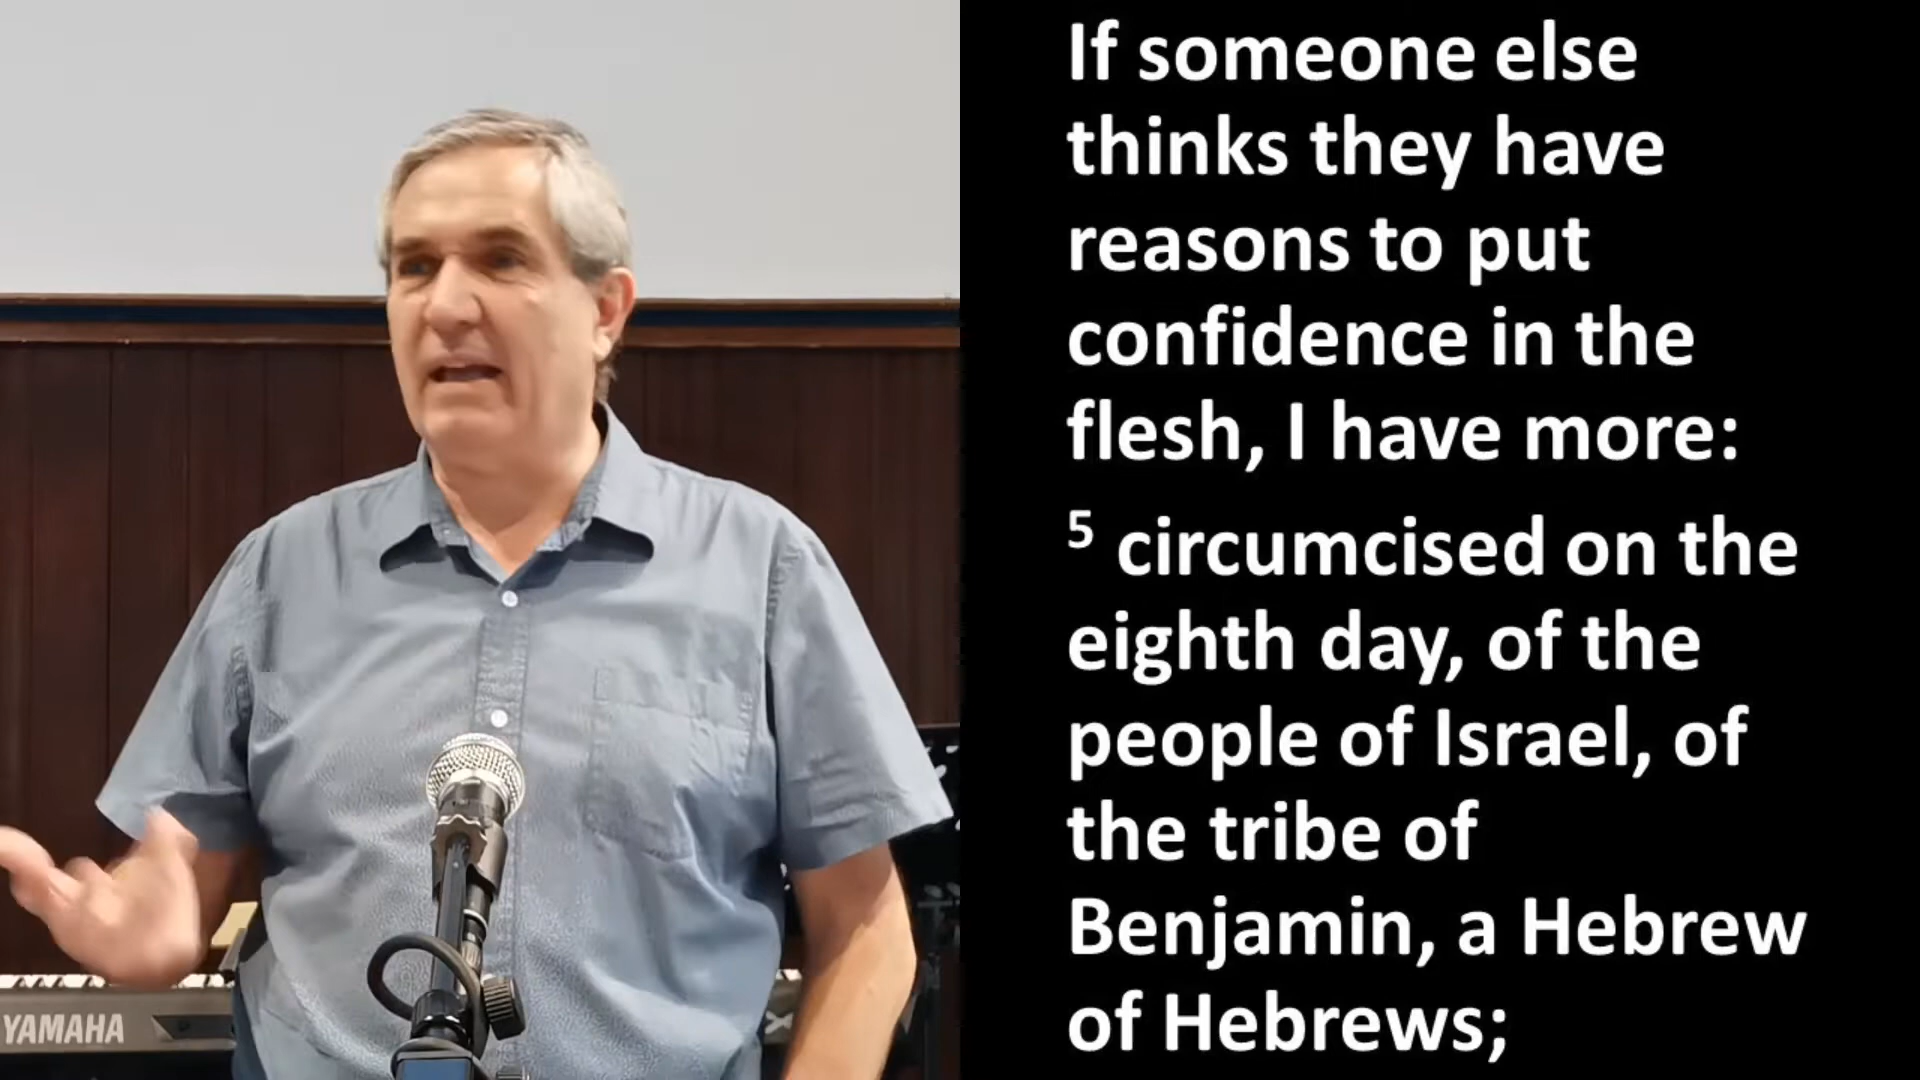 If someone else
thinks they have
reasons to put
confidence in the
flesh, I have more:
5 circumcised on the
eighth day, of the
people of Israel, of
the tribe of
Benjamin, a Hebrew
of Hebrews;
YAMAHA